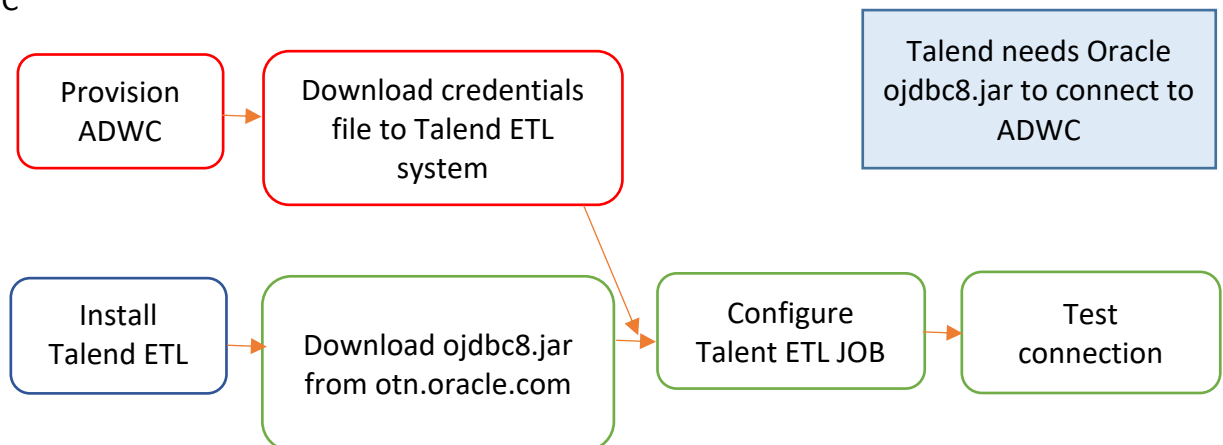 C
Provision
ADWC
Download credentials
file to Talend ETL
system
Talend needs Oracle
ojdbc8.jar to connect to
ADWC
Install
Talend ETL
Download ojdbc8.jar
from otn.oracle.com
Configure
Talent ETL JOB
Test
connection